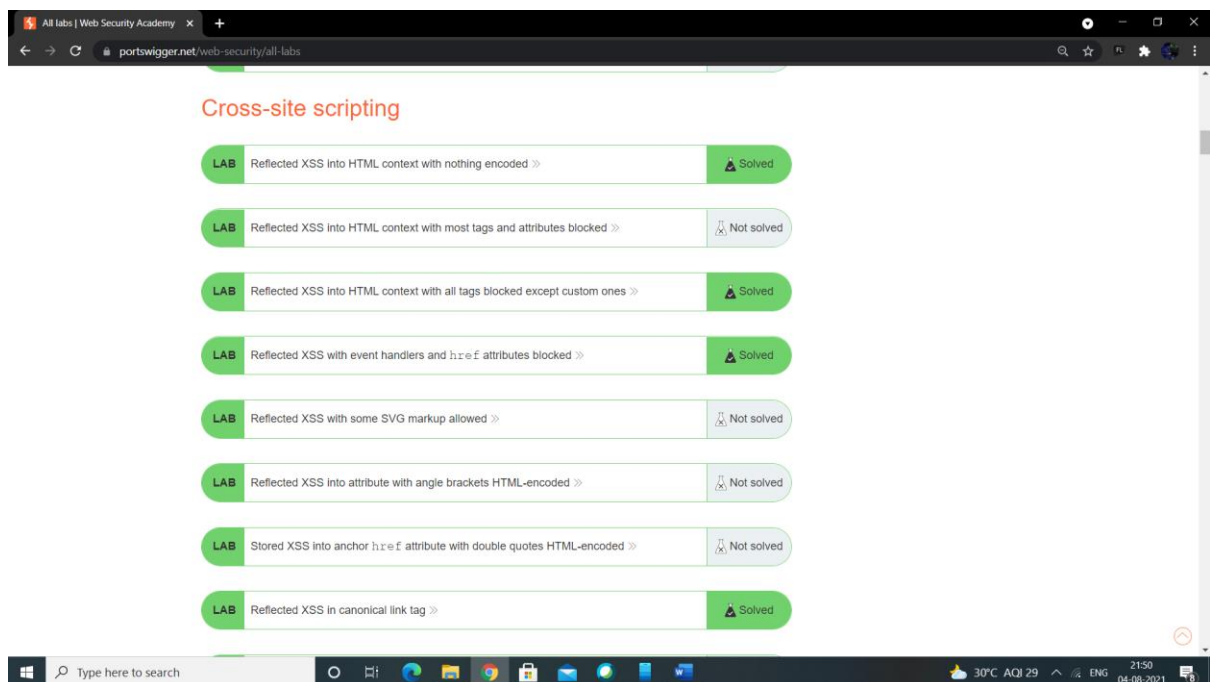 All labs | Web Security Academy
portswigger.net/web-security/all-labs
Cross-site scripting
LAB Reflected XSS into HTML context with nothing encoded Solved
LAB Reflected XSS into HTML context with most tags and attributes blocked Not solved
LAB Reflected XSS into HTML context with all tags blocked except custom ones Solved
LAB Reflected XSS with event handlers and href attributes blocked Solved
LAB Reflected XSS with some SVG markup allowed Not solved
LAB Reflected XSS into attribute with angle brackets HTML-encoded Not solved
LAB Stored XSS into anchor href attribute with double quotes HTML-encoded Not solved
LAB Reflected XSS in canonical link tag Solved
Type here to search
30°C AQI 29 ENG 21:50
04-08-2021